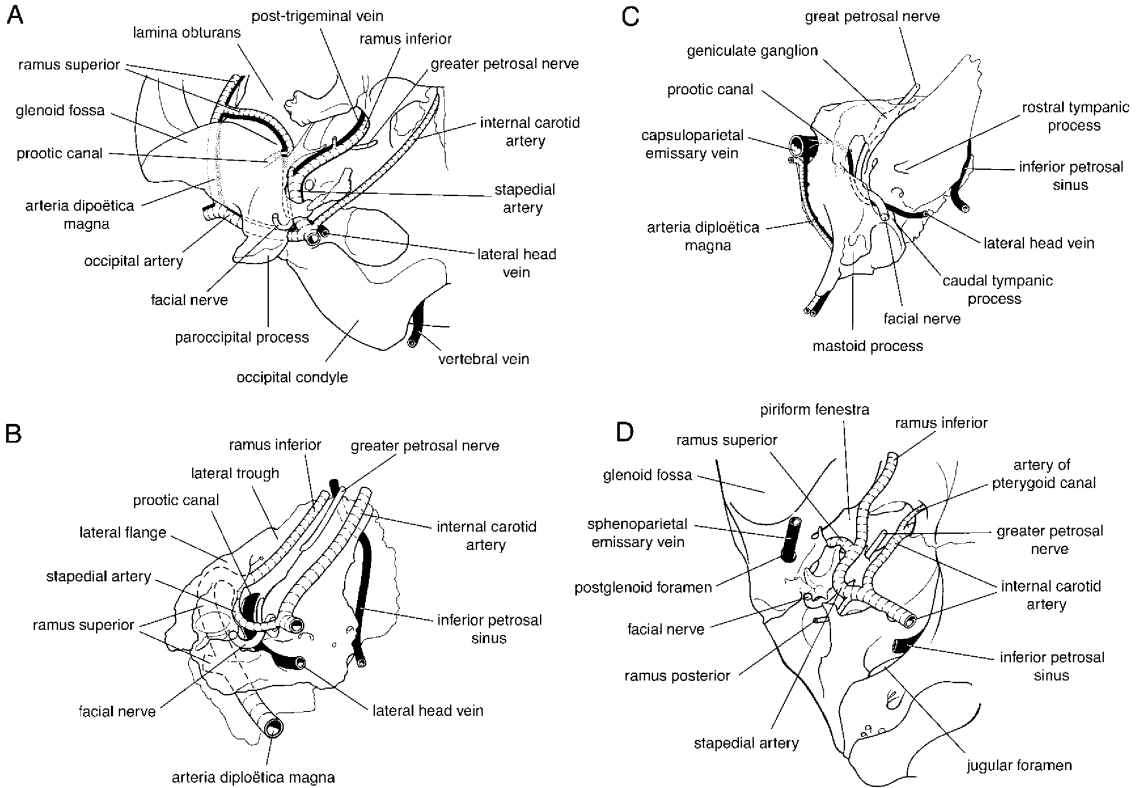 A
post-trigeminal vein
lamina obturans
ramus inferior
ramus superior
greater petrosal nerve
glenoid fossa
internal carotid
artery
prootic canal
stapedial
artery
arteria dipoëtica
magna
lateral head
vein
occipital artery
facial nerve
paroccipital process
vertebral vein
occipital condyle
B
ramus inferior
greater petrosal nerve
lateral trough
prootic canal
internal carotid
artery
lateral flange
stapedial artery
ramus superior
inferior petrosal
sinus
facial nerve
lateral head vein
arteria diploëtica magna
C
great petrosal nerve
geniculate ganglion
prootic canal
rostral tympanic
process
capsuloparietal
emissary vein
inferior petrosal
sinus
arteria diploëtica
magna
lateral head vein
caudal tympanic
process
facial nerve
mastoid process
D
piriform fenestra
ramus superior
ramus inferior
glenoid fossa
artery of
pterygoid canal
sphenoparietal
emissary vein
greater petrosal
nerve
postglenoid foramen
internal carotid
artery
facial nerve
ramus posterior
inferior petrosal
sinus
stapedial artery
jugular foramen